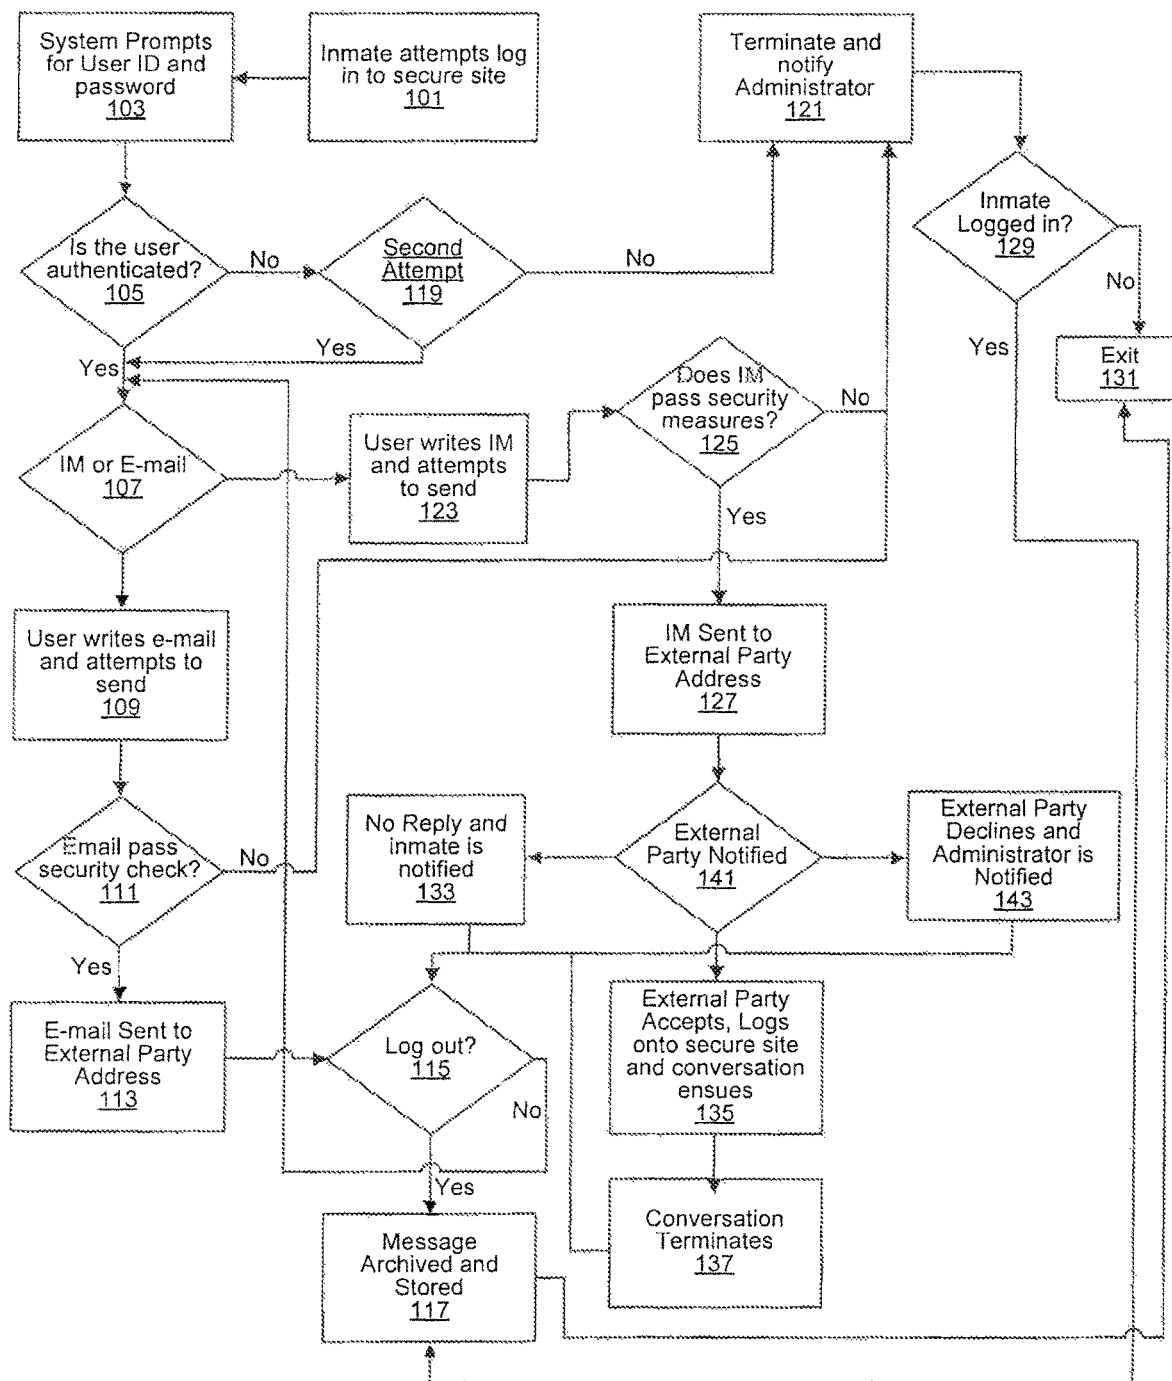 System Prompts
for User ID and
password
103
Inmate attempts log
in to secure site
101
Terminate and
notify
Administrator
121
Inmate
Logged in?
129
Is the user
authenticated?
105
No
Second
Attempt
119
No
No
Yes
Exit
131
Yes
Yes
Does IM
pass security
measures?
125
No
IM or E-mail
107
User writes IM
and attempts
to send
123
Yes
User writes e-mail
and attempts to
send
109
IM Sent to
External Party
Address
127
Email pass
security check?
111
No
No Reply and
inmate is
notified
133
External
Party Notified
141
External Party
Declines and
Administrator is
Notified
143
Yes
E-mail Sent to
External Party
Address
113
Log out?
115
No
External Party
Accepts, Logs
onto secure site
and conversation
ensues
135
Yes
Message
Archived and
Stored
117
Conversation
Terminates
137